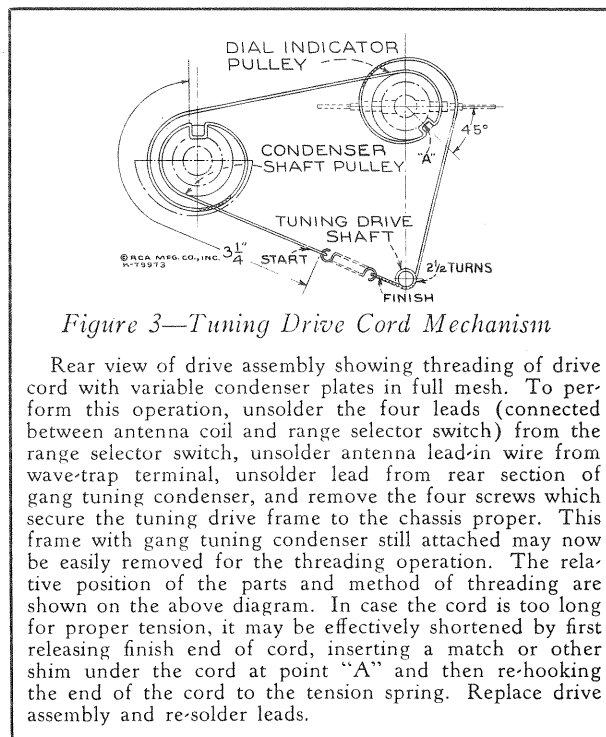 DIAL INDICATOR
PULLEY
45°
"A"
CONDENSER
SHAFT PULLEY
TUNING DRIVE
SHAFT
© RCA MFG. CO., INC.
K-79973
3 1/4"
START
2 1/2 TURNS
FINISH
Figure 3—Tuning Drive Cord Mechanism
Rear view of drive assembly showing threading of drive
cord with variable condenser plates in full mesh. To per-
form this operation, unsolder the four leads (connected
between antenna coil and range selector switch) from the
range selector switch, unsolder antenna lead-in wire from
wave-trap terminal, unsolder lead from rear section of
gang tuning condenser, and remove the four screws which
secure the tuning drive frame to the chassis proper. This
frame with gang tuning condenser still attached may now
be easily removed for the threading operation. The rela-
tive position of the parts and method of threading are
shown on the above diagram. In case the cord is too long
for proper tension, it may be effectively shortened by first
releasing finish end of cord, inserting a match or other
shim under the cord at point "A" and then re-hooking
the end of the cord to the tension spring. Replace drive
assembly and re-solder leads.